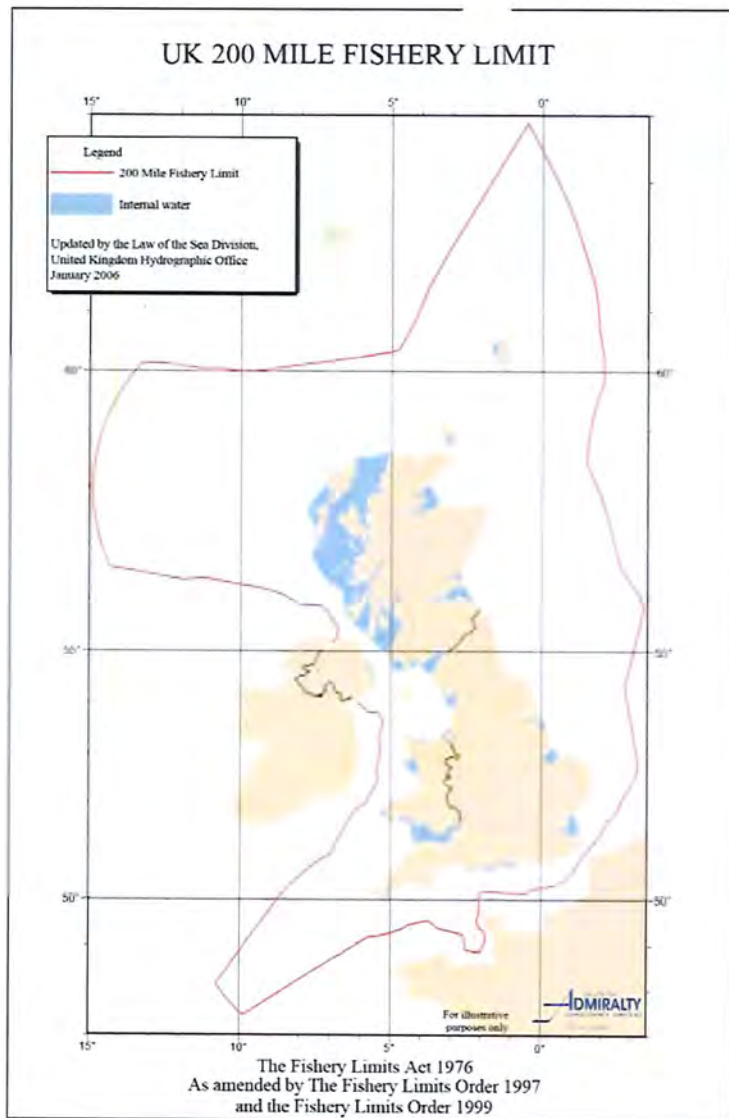 UK 200 MILE FISHERY LIMIT
15°
10°
5°
0°
Legend
200 Mile Fishery Limit
Internal water
Updated by the Law of the Sea Division,
United Kingdom Hydrographic Office
January 2006
60°
60°
55°
55°
50°
50°
For illustrative
purposes only
ADMIRALTY
15°
10°
5°
0°
The Fishery Limits Act 1976
As amended by The Fishery Limits Order 1997
and the Fishery Limits Order 1999